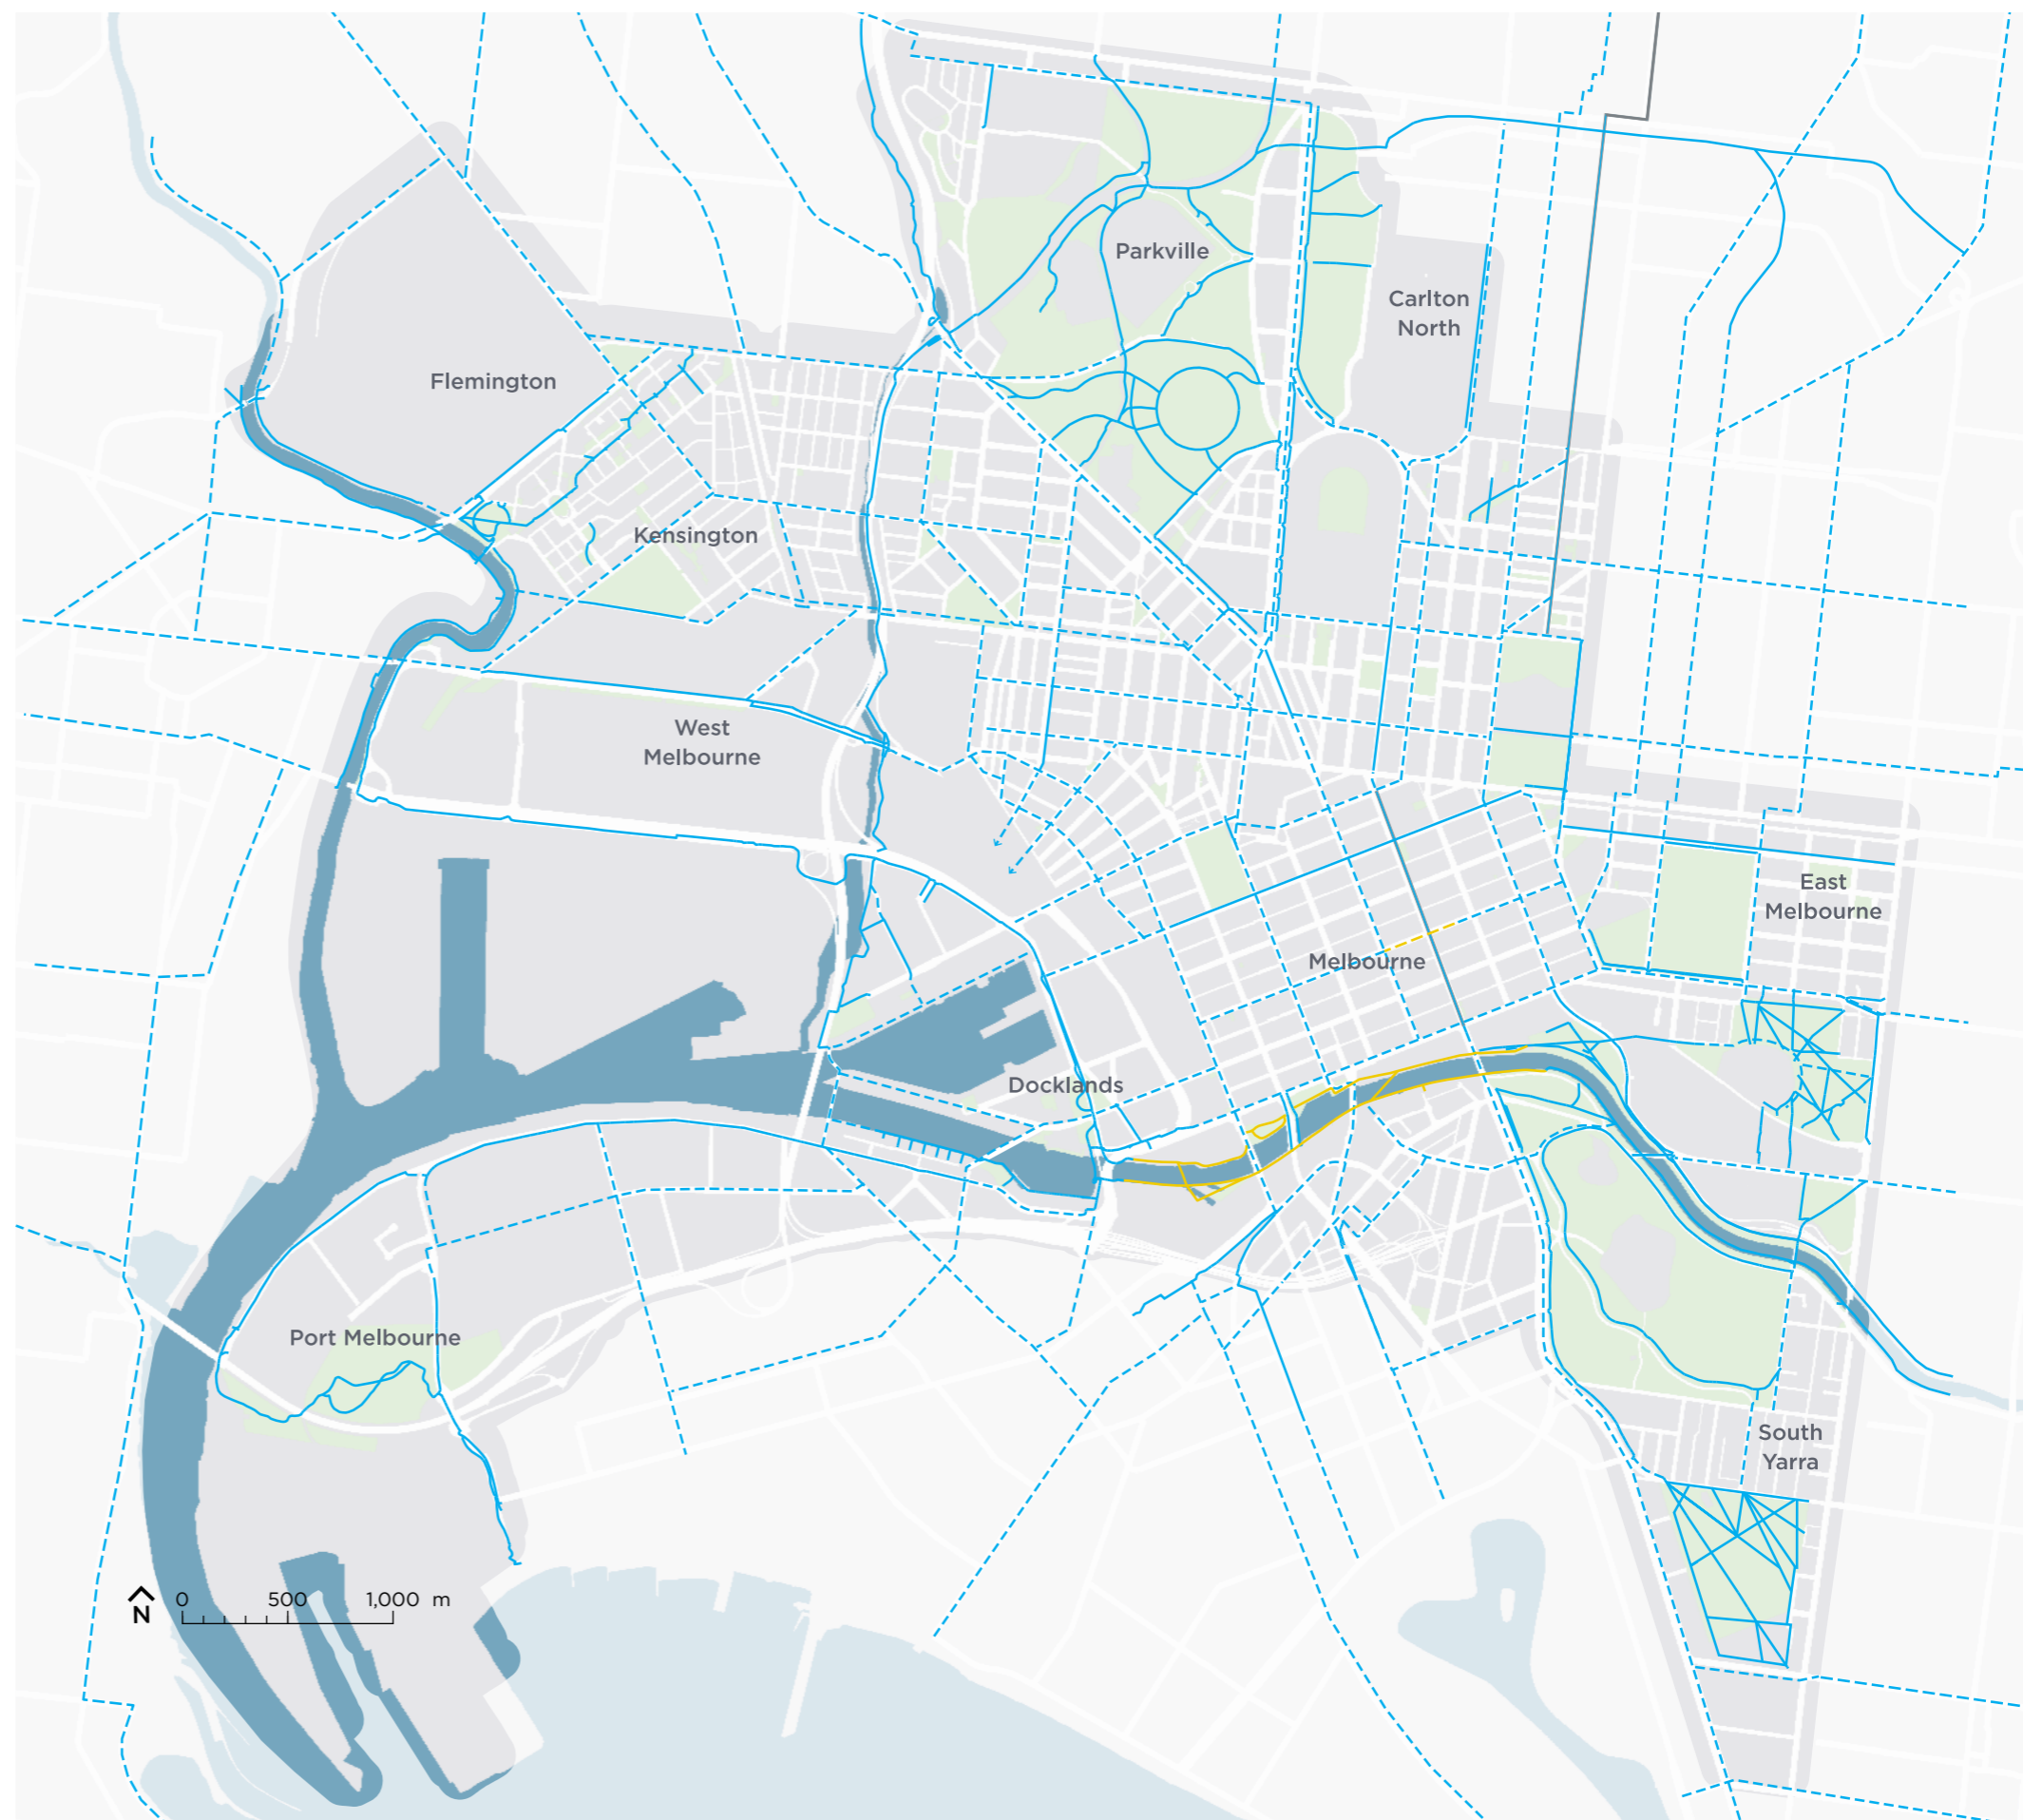 Parkville
Carlton
North
Flemington
Kensington
West
Melbourne
East
Melbourne
Melbourne
Docklands
Port Melbourne
South
Yarra
N
0 500 1,000 m